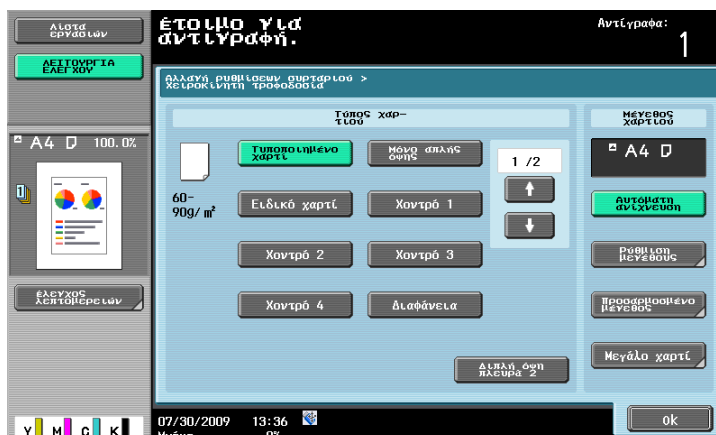 Λίστα
εργασιών
έτοιμο για
αντιγραφή.
Αντίγραφα:
1
ΛΕΙΤΟΥΡΓΙΑ
ΕΛΕΓΧΟΥ
Αλλαγή ρυθμίσεων συρταριού >
Χειροκίνητη τροφοδοσία
Τύπος χαρ-
τιού
Μέγεθος
χαρτιού
A4 100.0%
Τυποποιημένο
χαρτί
Μόνο απλής
όψης
1 /2
A4
60-
90g/ m²
Ειδικό χαρτί
Χοντρό 1
Αυτόματη
ανίχνευση
Χοντρό 2
Χοντρό 3
Ρύθμιση
μεγέθους
έλεγχος
λεπτομερειών
Χοντρό 4
Διαφάνεια
Προσαρμοσμένο
μέγεθος
Διπλή όψη
πλευρά 2
Μεγάλο χαρτί
07/30/2009 13:36
ok
Y M C K
Μνήμη 0%